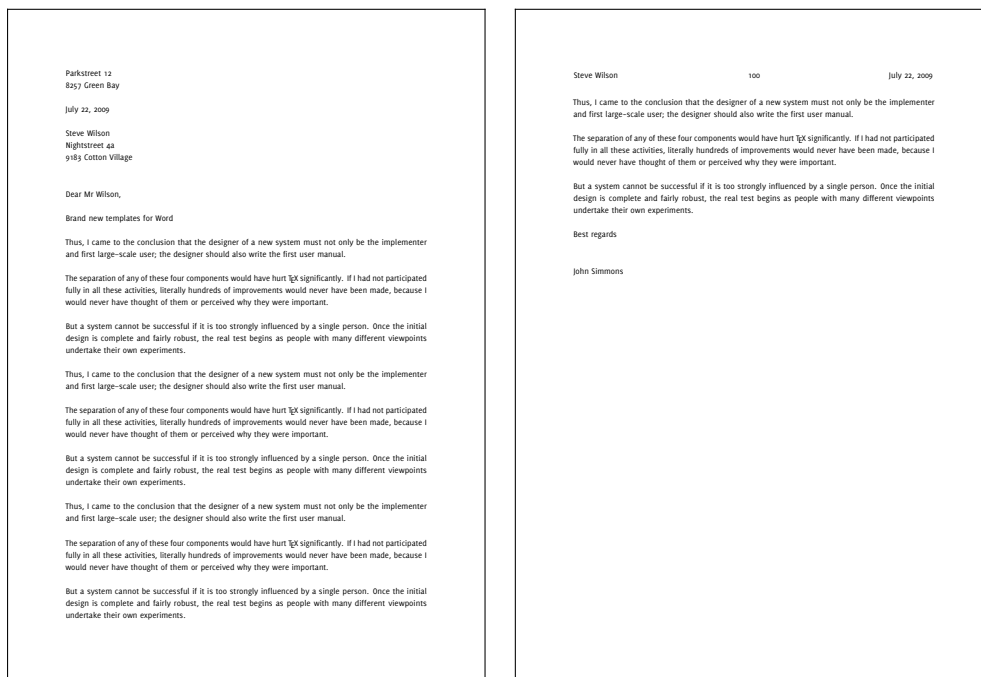 Parkstreet 12
8257 Green Bay
July 22, 2009
Steve Wilson
Nightstreet 4a
9183 Cotton Village
Dear Mr Wilson,
Brand new templates for Word
Thus, I came to the conclusion that the designer of a new system must not only be the implementer
and first large-scale user; the designer should also write the first user manual.
The separation of any of these four components would have hurt TEX significantly. If I had not participated
fully in all these activities, literally hundreds of improvements would never have been made, because I
would never have thought of them or perceived why they were important.
But a system cannot be successful if it is too strongly influenced by a single person. Once the initial
design is complete and fairly robust, the real test begins as people with many different viewpoints
undertake their own experiments.
Thus, I came to the conclusion that the designer of a new system must not only be the implementer
and first large-scale user; the designer should also write the first user manual.
The separation of any of these four components would have hurt TEX significantly. If I had not participated
fully in all these activities, literally hundreds of improvements would never have been made, because I
would never have thought of them or perceived why they were important.
But a system cannot be successful if it is too strongly influenced by a single person. Once the initial
design is complete and fairly robust, the real test begins as people with many different viewpoints
undertake their own experiments.
Thus, I came to the conclusion that the designer of a new system must not only be the implementer
and first large-scale user; the designer should also write the first user manual.
The separation of any of these four components would have hurt TEX significantly. If I had not participated
fully in all these activities, literally hundreds of improvements would never have been made, because I
would never have thought of them or perceived why they were important.
But a system cannot be successful if it is too strongly influenced by a single person. Once the initial
design is complete and fairly robust, the real test begins as people with many different viewpoints
undertake their own experiments.
Steve Wilson 100 July 22, 2009
Thus, I came to the conclusion that the designer of a new system must not only be the implementer
and first large-scale user; the designer should also write the first user manual.
The separation of any of these four components would have hurt TEX significantly. If I had not participated
fully in all these activities, literally hundreds of improvements would never have been made, because I
would never have thought of them or perceived why they were important.
But a system cannot be successful if it is too strongly influenced by a single person. Once the initial
design is complete and fairly robust, the real test begins as people with many different viewpoints
undertake their own experiments.
Best regards
John Simmons